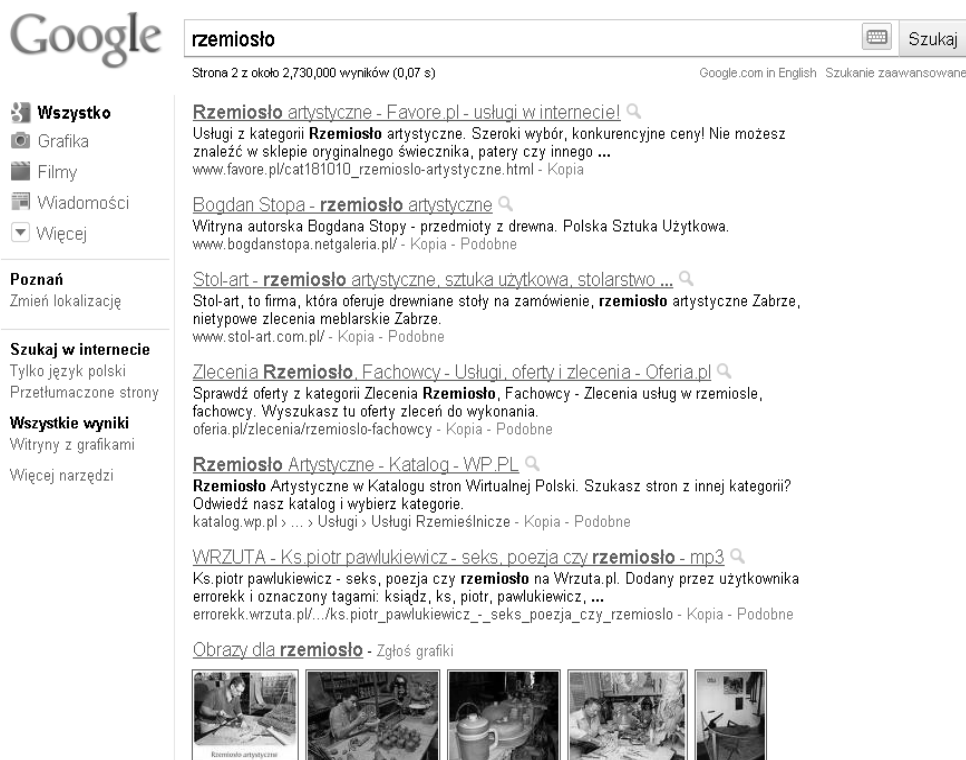 Google
rzemiosło
Szukaj
Strona 2 z około 2,730,000 wyników (0,07 s)
Google.com in English Szukanie zaawansowane
Wszystko
Grafika
Filmy
Wiadomości
Więcej
Poznań
Zmień lokalizację
Szukaj w internecie
Tylko język polski
Przetłumaczone strony
Wszystkie wyniki
Witryny z grafikami
Więcej narzędzi
Rzemiosło artystyczne - Favore.pl - usługi w internecie!
Usługi z kategorii Rzemiosło artystyczne. Szeroki wybór, konkurencyjne ceny! Nie możesz
znaleźć w sklepie oryginalnego świecznika, patery czy innego ...
www.favore.pl/cat181010_rzemioslo-artystyczne.html - Kopia
Bogdan Stopa - rzemiosło artystyczne
Witryna autorska Bogdana Stopy - przedmioty z drewna. Polska Sztuka Użytkowa.
www.bogdanstopa.netgaleria.pl/ - Kopia - Podobne
Stol-art - rzemiosło artystyczne, sztuka użytkowa, stolarstwo ...
Stol-art, to firma, która oferuje drewniane stoły na zamówienie, rzemiosło artystyczne Zabrze,
nietypowe zlecenia meblarskie Zabrze.
www.stol-art.com.pl/ - Kopia - Podobne
Zlecenia Rzemiosło, Fachowcy - Usługi, oferty i zlecenia - Oferia.pl
Sprawdź oferty z kategorii Zlecenia Rzemiosło, Fachowcy - Zlecenia usług w rzemiosle,
fachowcy. Wyszukasz tu oferty zleceń do wykonania.
oferia.pl/zlecenia/rzemioslo-fachowcy - Kopia - Podobne
Rzemiosło Artystyczne - Katalog - WP.PL
Rzemiosło Artystyczne w Katalogu stron Wirtualnej Polski. Szukasz stron z innej kategorii?
Odwiedź nasz katalog i wybierz kategorie.
katalog.wp.pl › ... › Usługi › Usługi Rzemieślnicze - Kopia - Podobne
WRZUTA - Ks.piotr pawlukiewicz - seks, poezja czy rzemiosło - mp3
Ks.piotr pawlukiewicz - seks, poezja czy rzemiosło na Wrzuta.pl. Dodany przez użytkownika
errorekk i oznaczony tagami: ksiądz, ks, piotr, pawlukiewicz, ...
errorekk.wrzuta.pl/.../ks.piotr_pawlukiewicz_-_seks_poezja_czy_rzemioslo - Kopia - Podobne
Obrazy dla rzemiosło - Zgłoś grafiki
Rzemiosło artystyczne